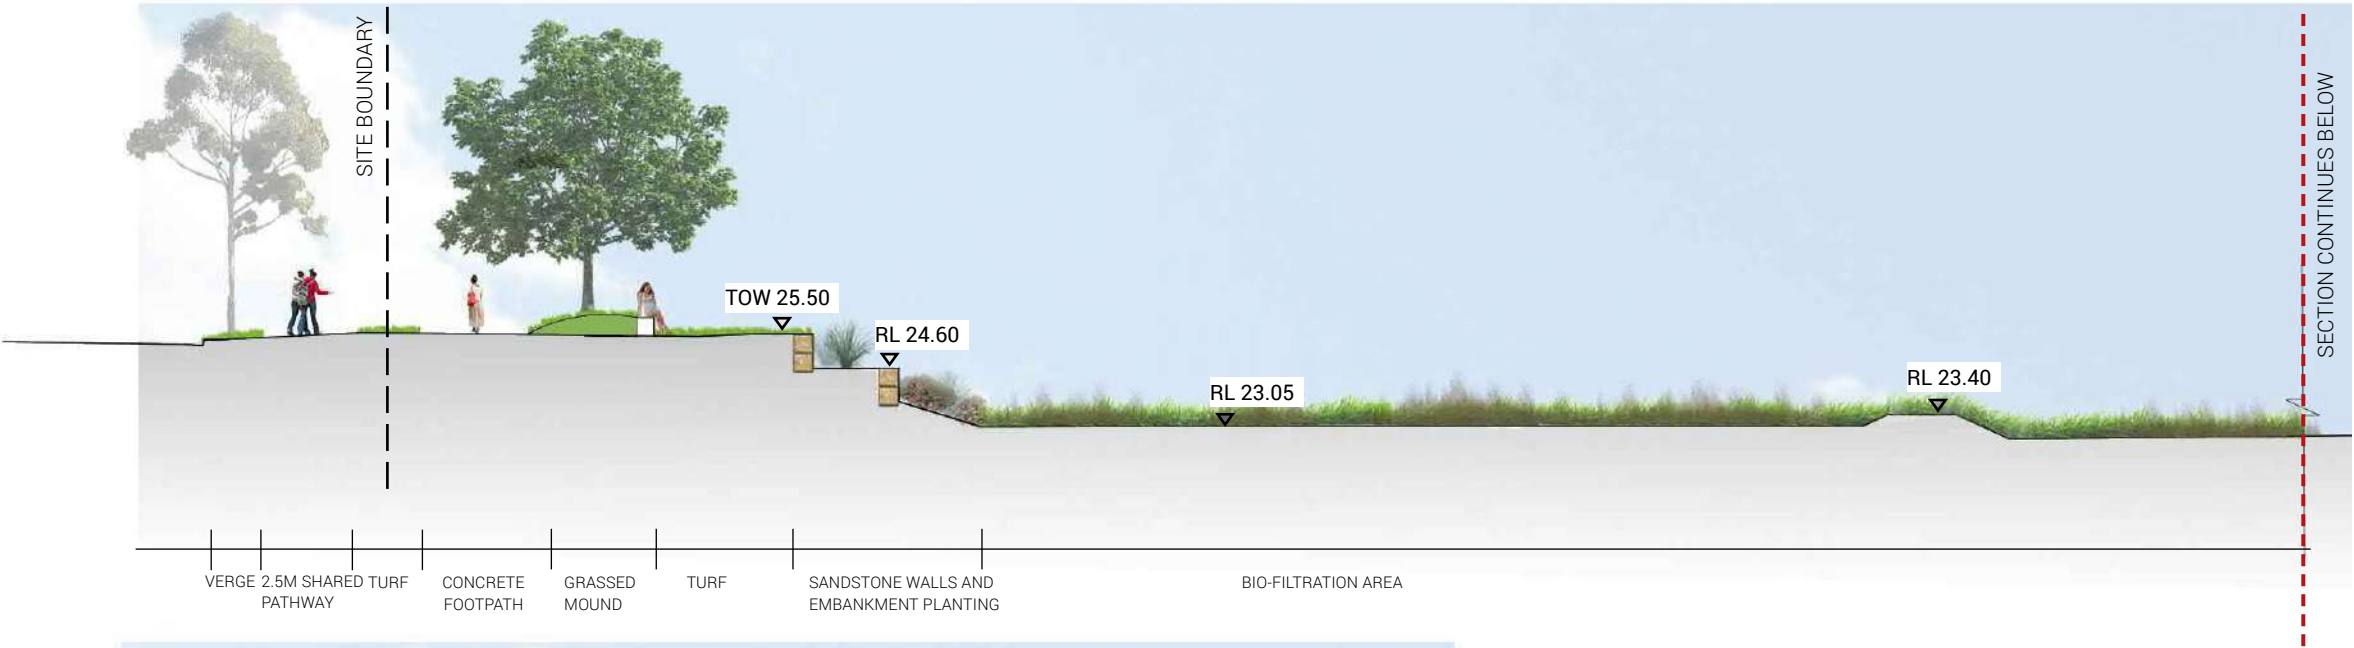 SITE BOUNDARY
TOW 25.50
RL 24.60
RL 23.05
RL 23.40
SECTION CONTINUES BELOW
VERGE
2.5M SHARED
PATHWAY
TURF
CONCRETE
FOOTPATH
GRASSED
MOUND
TURF
SANDSTONE WALLS AND
EMBANKMENT PLANTING
BIO-FILTRATION AREA